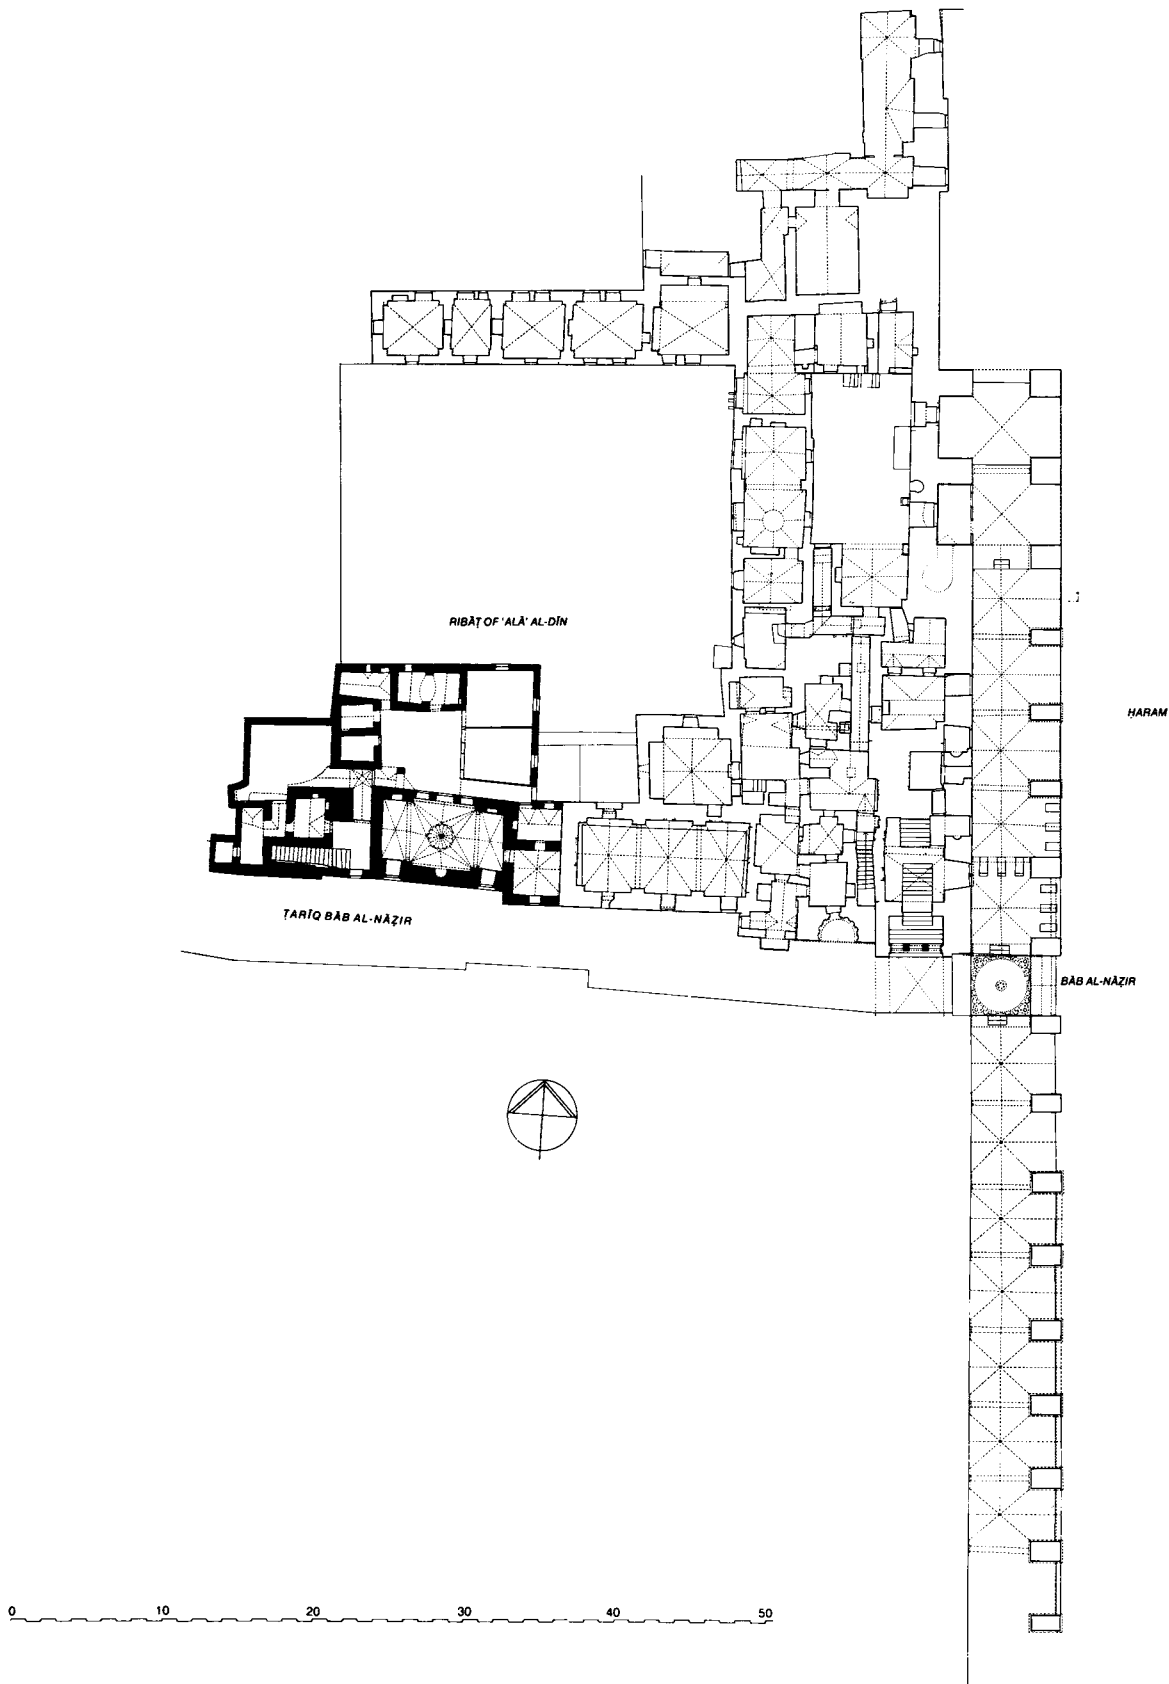 RIBĀṬ OF 'ALĀ' AL-DĪN
ḤARAM
ṬARĪQ BĀB AL-NĀẒIR
BĀB AL-NĀẒIR
0 10 20 30 40 50